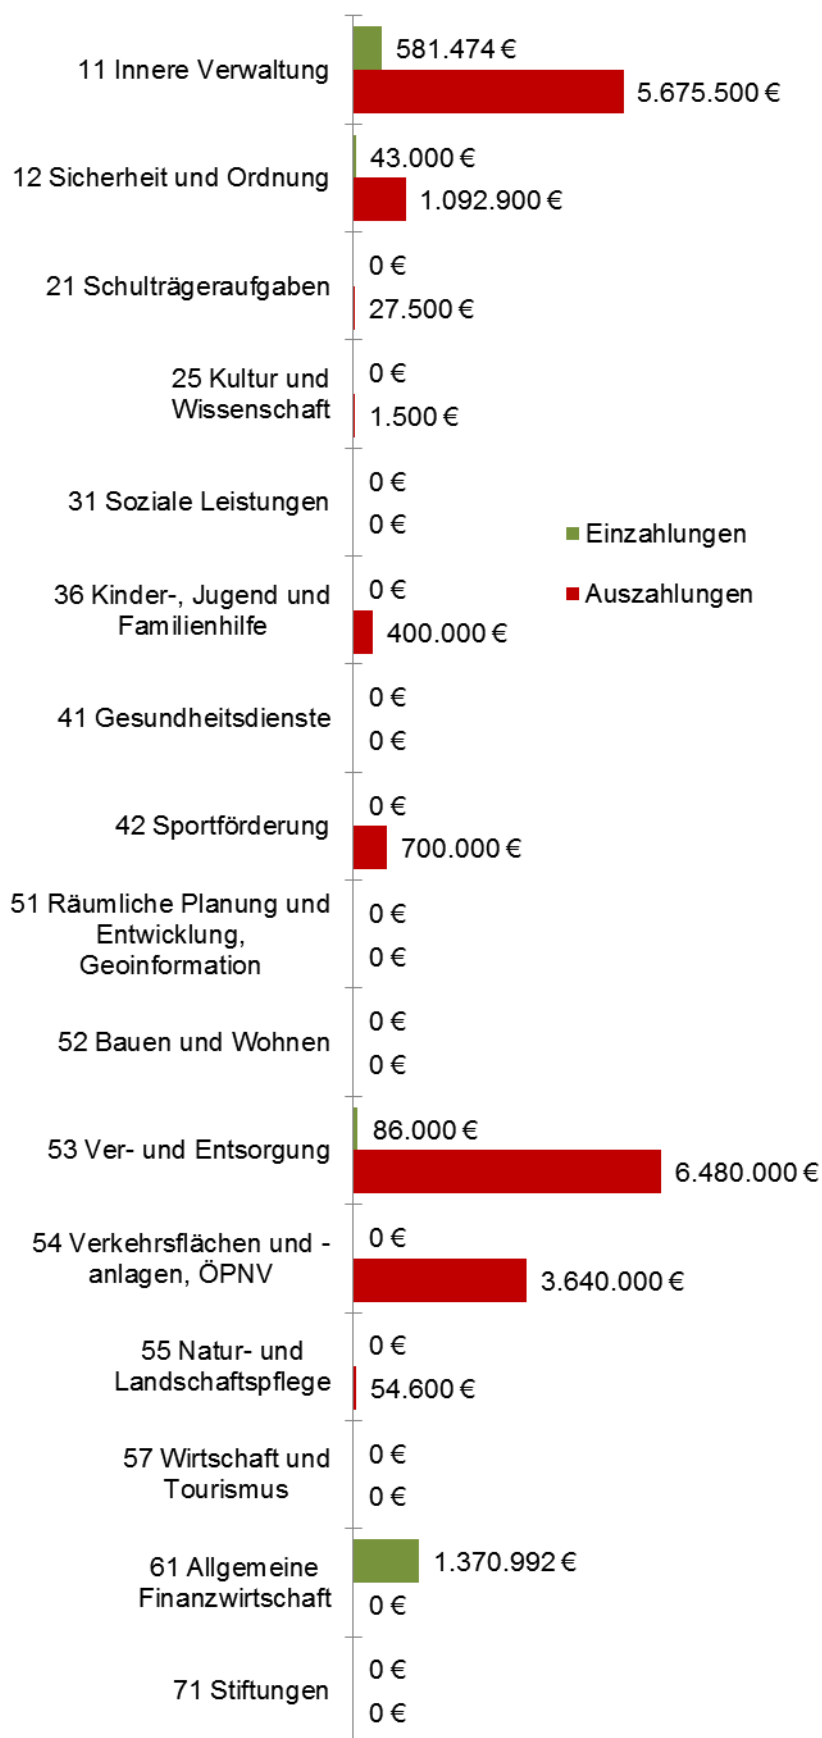 581.474 €
11 Innere Verwaltung
5.675.500 €
43.000 €
12 Sicherheit und Ordnung
1.092.900 €
0 €
21 Schulträgeraufgaben
27.500 €
0 €
25 Kultur und
Wissenschaft
1.500 €
0 €
31 Soziale Leistungen
0 €
Einzahlungen
Auszahlungen
0 €
36 Kinder-, Jugend und
Familienhilfe
400.000 €
0 €
41 Gesundheitsdienste
0 €
0 €
42 Sportförderung
700.000 €
51 Räumliche Planung und
Entwicklung,
Geoinformation
0 €
0 €
0 €
52 Bauen und Wohnen
0 €
86.000 €
53 Ver- und Entsorgung
6.480.000 €
0 €
54 Verkehrsflächen und -
anlagen, ÖPNV
3.640.000 €
0 €
55 Natur- und
Landschaftspflege
54.600 €
0 €
57 Wirtschaft und
Tourismus
0 €
1.370.992 €
61 Allgemeine
Finanzwirtschaft
0 €
0 €
71 Stiftungen
0 €